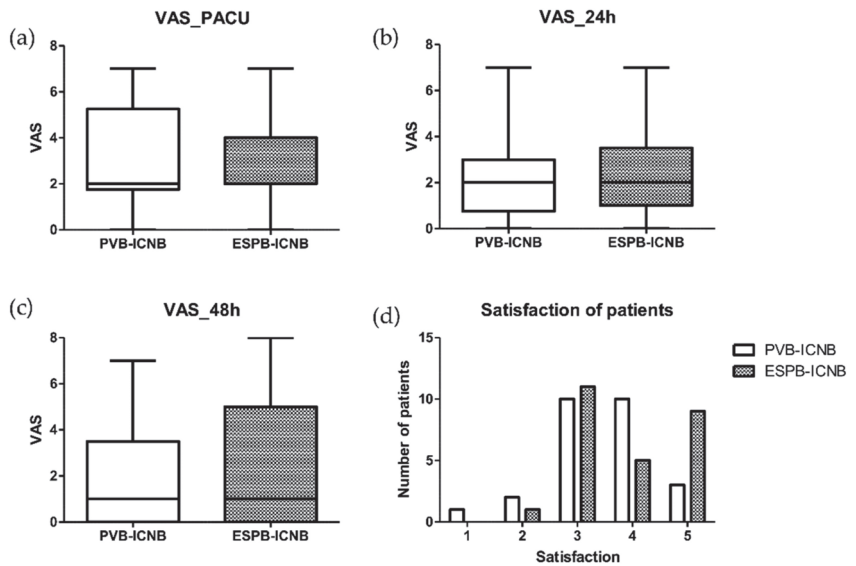 (a)
VAS_PACU
VAS
8
6
4
2
0
PVB-ICNB ESPB-ICNB
(b)
VAS_24h
VAS
8
6
4
2
0
PVB-ICNB ESPB-ICNB
(c)
VAS_48h
VAS
8
6
4
2
0
PVB-ICNB ESPB-ICNB
(d)
Satisfaction of patients
Number of patients
15
10
5
0
1 2 3 4 5
Satisfaction
PVB-ICNB
ESPB-ICNB